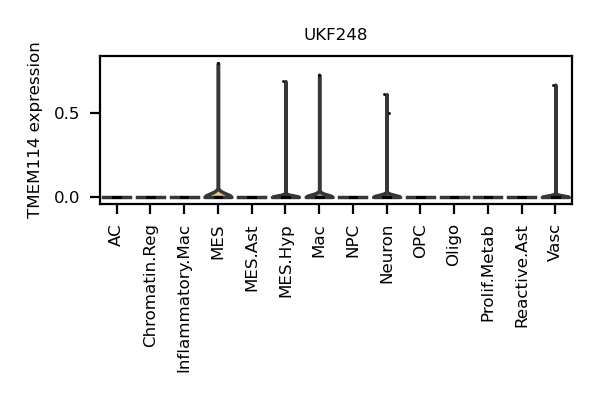 UKF248
TMEM114 expression
0.5
0.0
AC
Chromatin.Reg
Inflammatory.Mac
MES
MES.Ast
MES.Hyp
Mac
NPC
Neuron
OPC
Oligo
Prolif.Metab
Reactive.Ast
Vasc